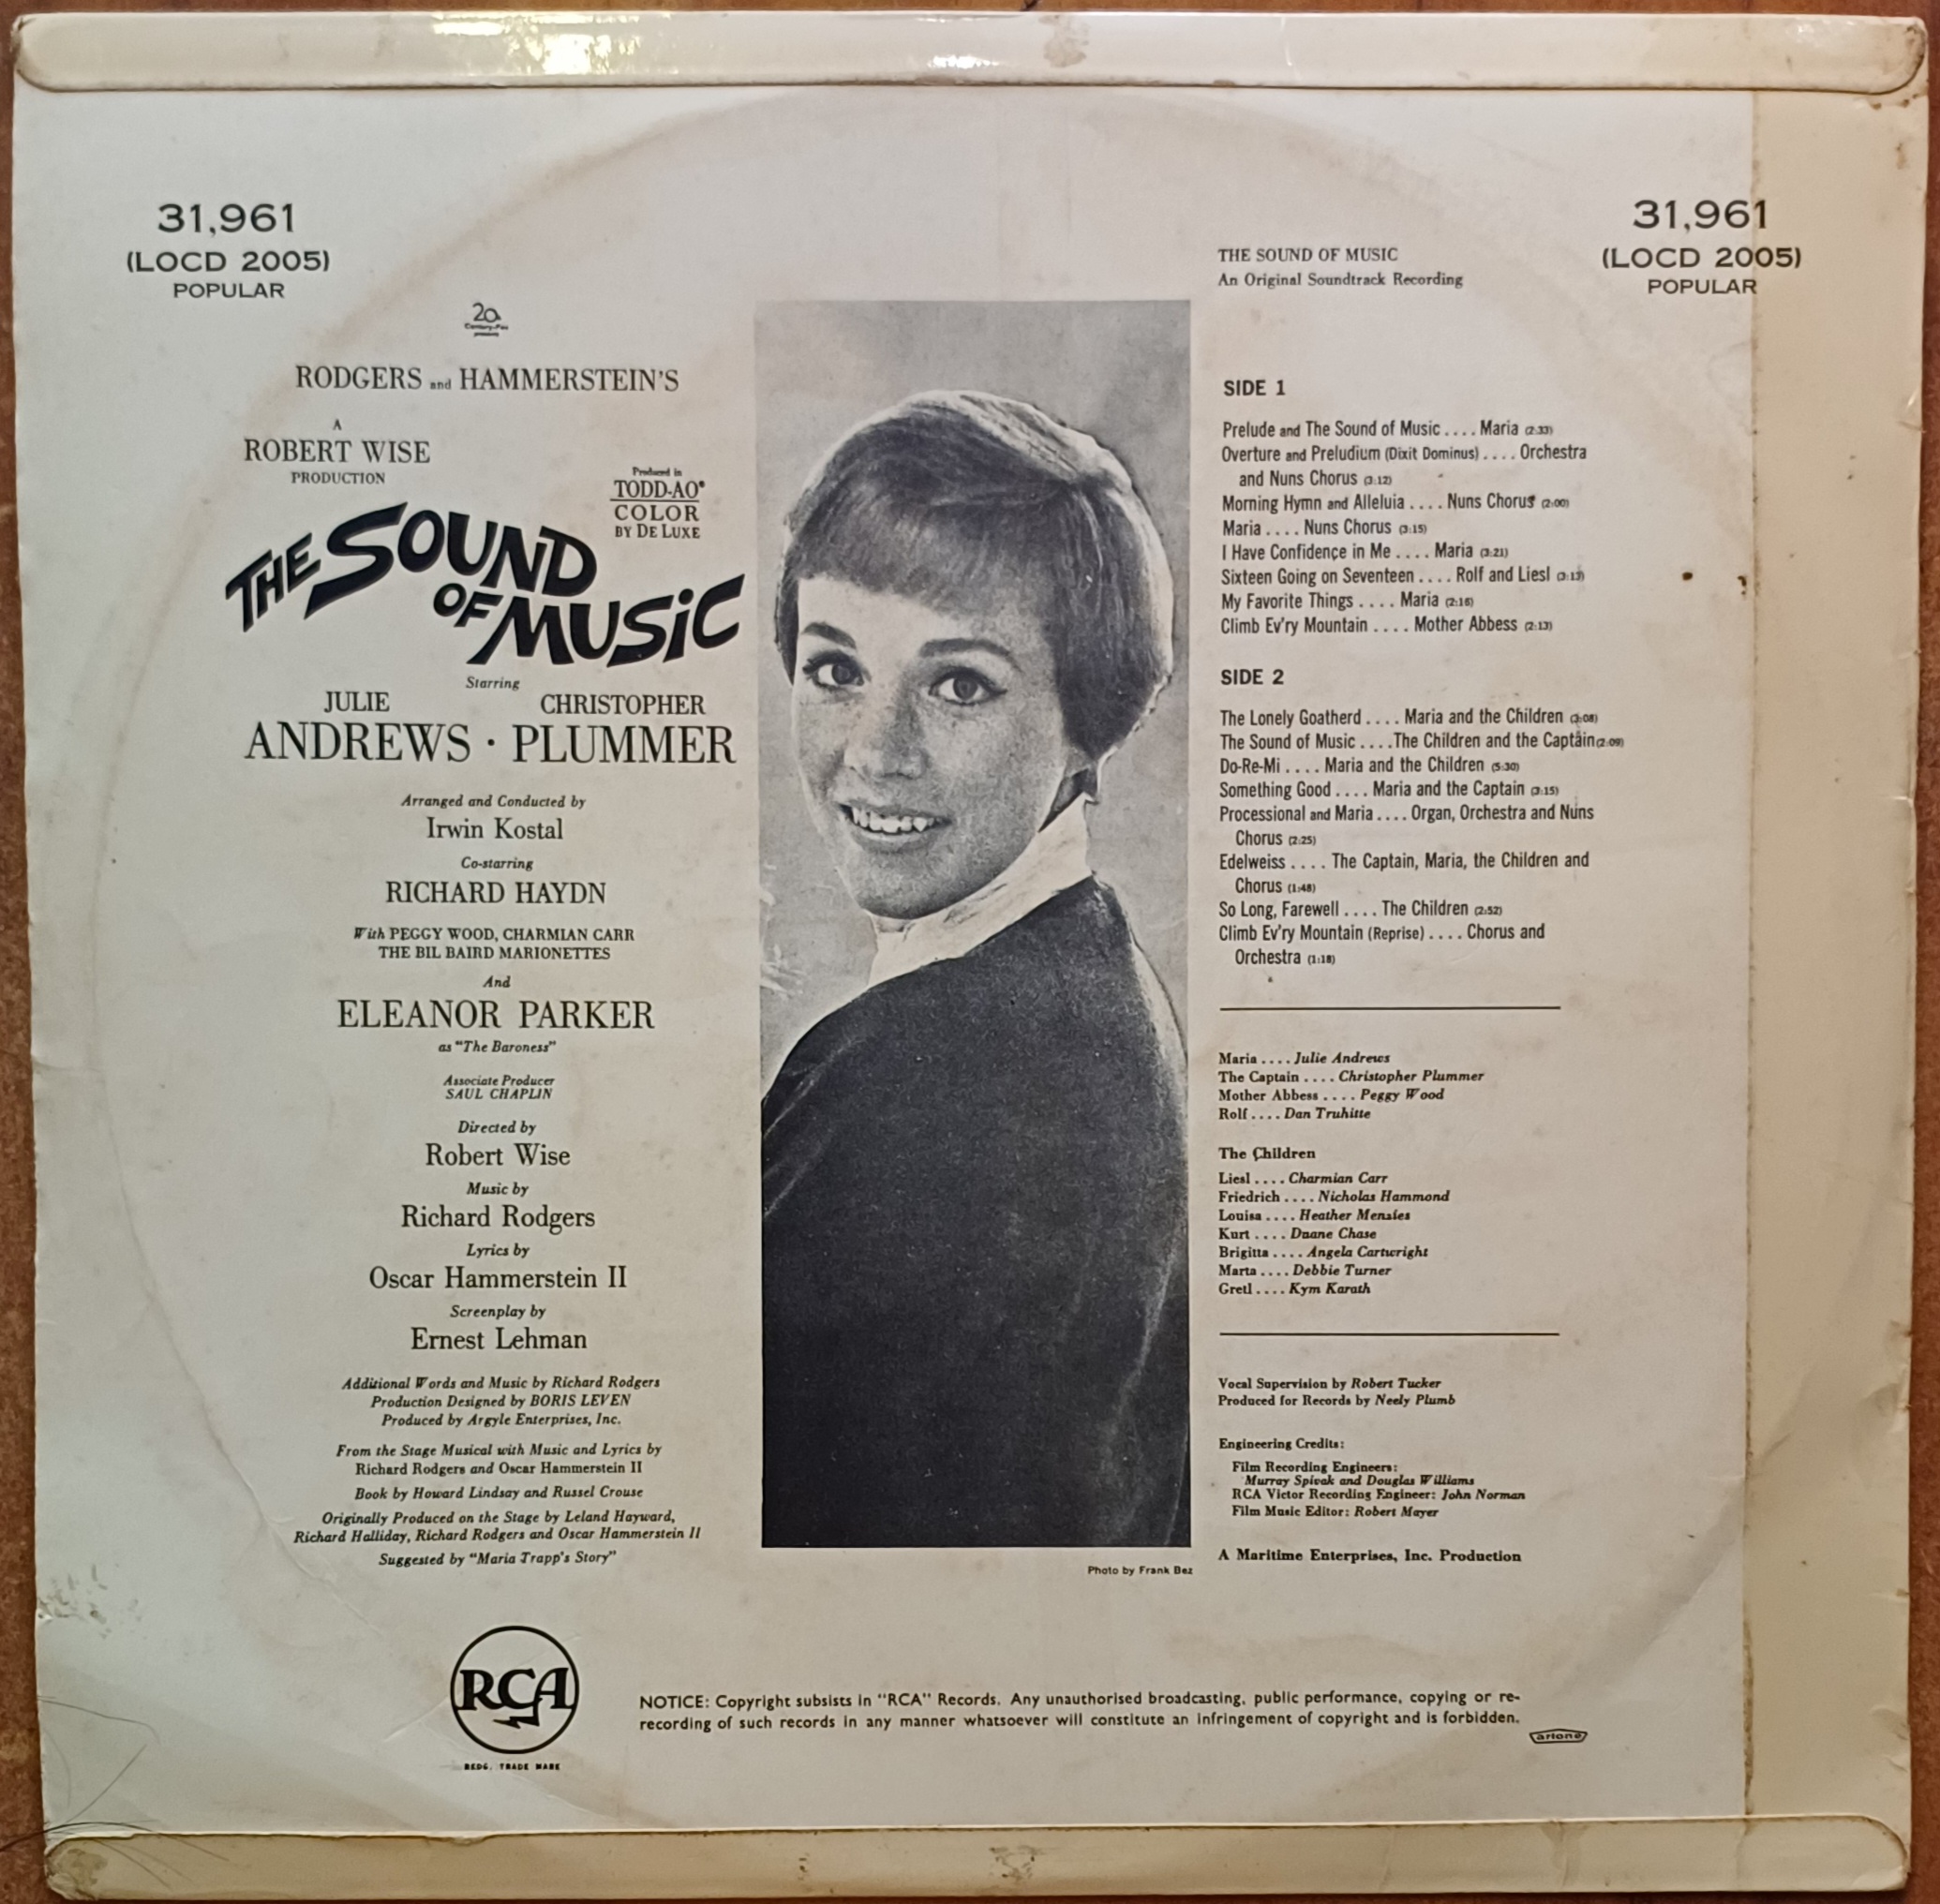 31,961
(LOCD 2005)
POPULAR
31,961
(LOCD 2005)
POPULAR
20
Century-Fox
presents
RODGERS and HAMMERSTEIN'S
A
ROBERT WISE
PRODUCTION
Produced in
TODD-AO®
COLOR
BY DE LUXE
THE SOUND
OF MUSIC
Starring
JULIE CHRISTOPHER
ANDREWS · PLUMMER
Arranged and Conducted by
Irwin Kostal
Co-starring
RICHARD HAYDN
With PEGGY WOOD, CHARMIAN CARR
THE BIL BAIRD MARIONETTES
And
ELEANOR PARKER
as "The Baroness"
Associate Producer
SAUL CHAPLIN
Directed by
Robert Wise
Music by
Richard Rodgers
Lyrics by
Oscar Hammerstein II
Screenplay by
Ernest Lehman
Additional Words and Music by Richard Rodgers
Production Designed by BORIS LEVEN
Produced by Argyle Enterprises, Inc.
From the Stage Musical with Music and Lyrics by
Richard Rodgers and Oscar Hammerstein II
Book by Howard Lindsay and Russel Crouse
Originally Produced on the Stage by Leland Hayward,
Richard Halliday, Richard Rodgers and Oscar Hammerstein II
Suggested by "Maria Trapp's Story"
Photo by Frank Bez
THE SOUND OF MUSIC
An Original Soundtrack Recording
SIDE 1
Prelude and The Sound of Music .... Maria (2:33)
Overture and Preludium (Dixit Dominus) .... Orchestra
and Nuns Chorus (3:12)
Morning Hymn and Alleluia .... Nuns Chorus (2:00)
Maria .... Nuns Chorus (3:15)
I Have Confidence in Me .... Maria (3:21)
Sixteen Going on Seventeen .... Rolf and Liesl (3:13)
My Favorite Things .... Maria (2:16)
Climb Ev'ry Mountain .... Mother Abbess (2:13)
SIDE 2
The Lonely Goatherd .... Maria and the Children (3:08)
The Sound of Music ....The Children and the Captain(2:09)
Do-Re-Mi .... Maria and the Children (5:30)
Something Good .... Maria and the Captain (3:15)
Processional and Maria .... Organ, Orchestra and Nuns
Chorus (2:25)
Edelweiss .... The Captain, Maria, the Children and
Chorus (1:48)
So Long, Farewell .... The Children (2:52)
Climb Ev'ry Mountain (Reprise) .... Chorus and
Orchestra (1:18)
Maria .... Julie Andrews
The Captain .... Christopher Plummer
Mother Abbess .... Peggy Wood
Rolf .... Dan Truhitte
The Children
Liesl .... Charmian Carr
Friedrich .... Nicholas Hammond
Louisa .... Heather Menzies
Kurt .... Duane Chase
Brigitta .... Angela Cartwright
Marta .... Debbie Turner
Gretl .... Kym Karath
Vocal Supervision by Robert Tucker
Produced for Records by Neely Plumb
Engineering Credits:
Film Recording Engineers:
Murray Spivak and Douglas Williams
RCA Victor Recording Engineer: John Norman
Film Music Editor: Robert Mayer
A Maritime Enterprises, Inc. Production
RCA
REDG. TRADE MARK
NOTICE: Copyright subsists in "RCA" Records. Any unauthorised broadcasting, public performance, copying or re-
recording of such records in any manner whatsoever will constitute an infringement of copyright and is forbidden.
artone